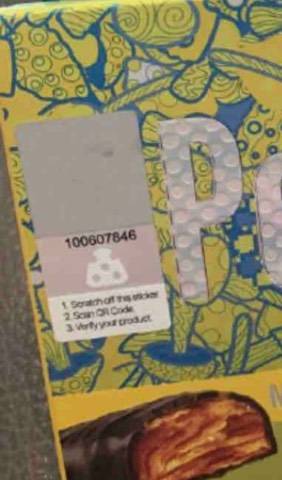 100607846
1. Scratch off this sticker
2. Scan QR Code.
3. Verify your product.
P